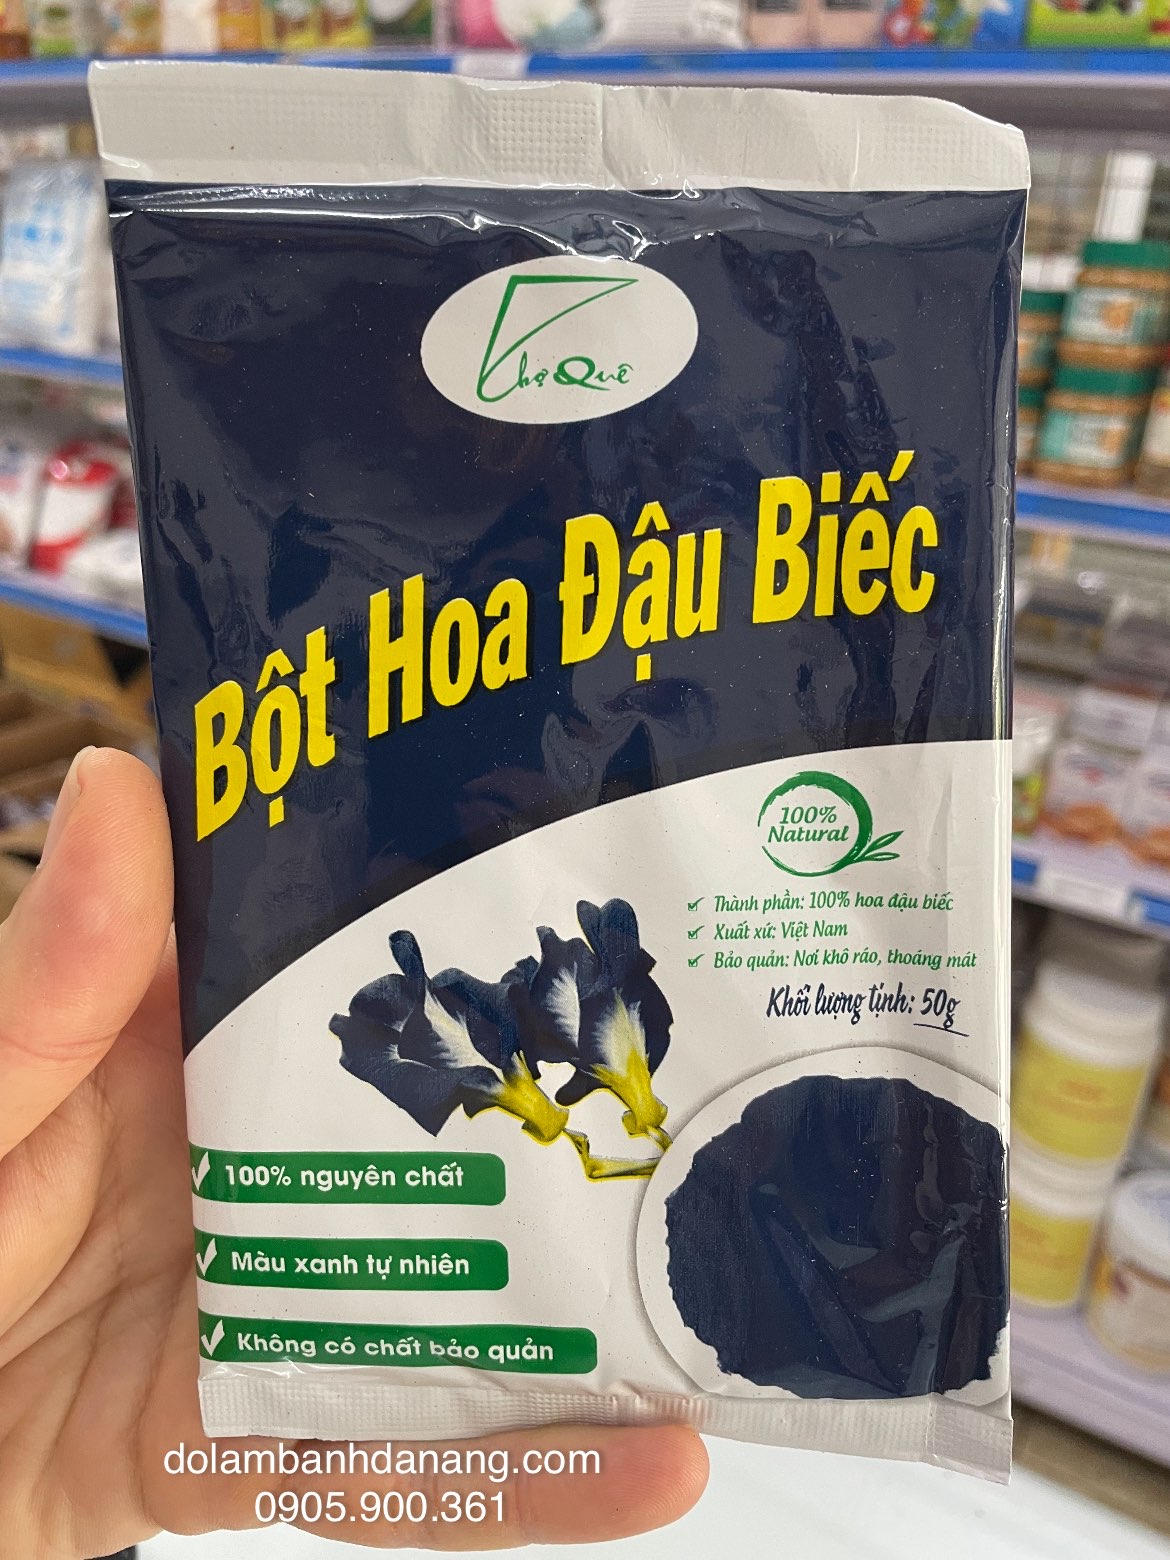 Chợ Quê
Bột Hoa Đậu Biếc
100%
Natural
Thành phần: 100% hoa đậu biếc
Xuất xứ: Việt Nam
Bảo quản: Nơi khô ráo, thoáng mát
Khối lượng tịnh: 50g
100% nguyên chất
Màu xanh tự nhiên
Không có chất bảo quản
dolambanhdanang.com
0905.900.361